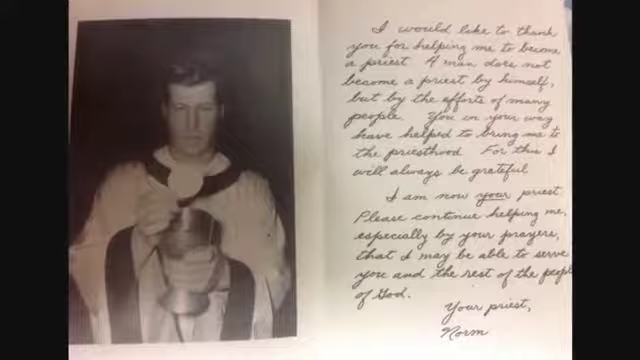 I would like to thank
you for helping me to become
a priest. A man does not
become a priest by himself,
but by the efforts of many
people. You in your way
have helped to bring me to
the priesthood. For this I
will always be grateful
I am now your priest.
Please continue helping me,
especially by your prayers,
that I may be able to serve
you and the rest of the people
of God.
Your priest,
Norm